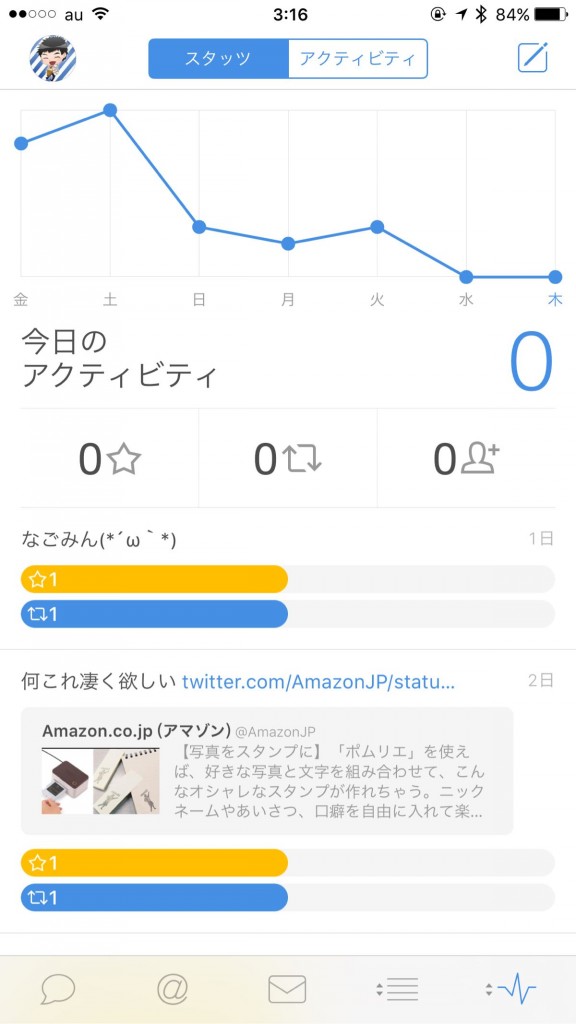 au 3:16 84%
スタッツ アクティビティ
金 土 日 月 火 水 木
今日の
アクティビティ
0
0 0 0
なごみん(*´ω｀*) 1日
1
1
何これ凄く欲しい twitter.com/AmazonJP/statu... 2日
Amazon.co.jp (アマゾン) @AmazonJP
【写真をスタンプに】「ポムリエ」を使え
ば、好きな写真と文字を組み合わせて、こん
なオシャレなスタンプが作れちゃう。ニック
ネームやあいさつ、口癖を自由に入れて楽...
1
1
@